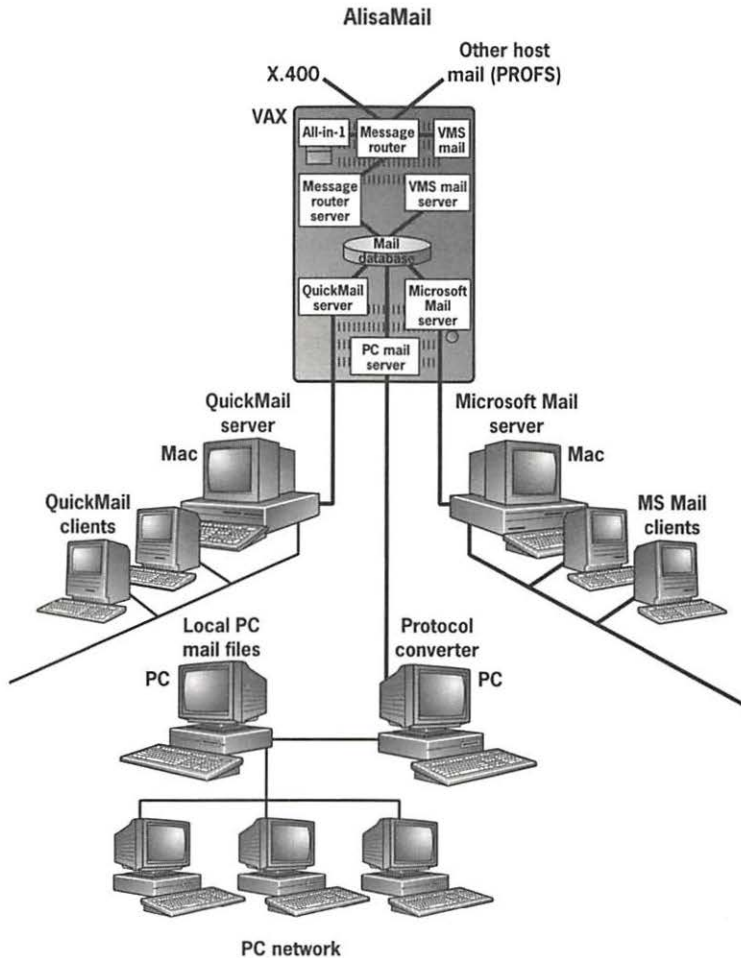 AlisaMail
X.400
Other host
mail (PROFS)
VAX
All-in-1
Message
router
VMS
mail
Message
router
server
VMS mail
server
Mail
database
QuickMail
server
Microsoft
Mail
server
PC mail
server
QuickMail
server
Mac
Microsoft Mail
server
Mac
QuickMail
clients
MS Mail
clients
Local PC
mail files
PC
Protocol
converter
PC
PC network